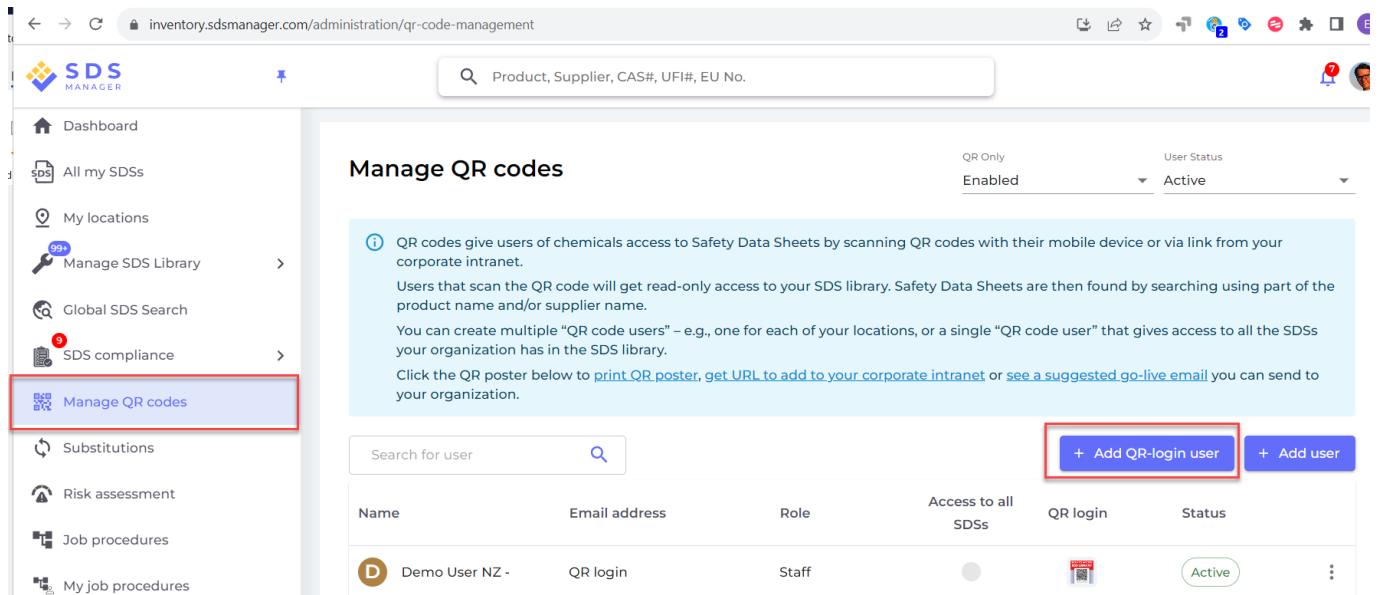 inventory.sdsmanager.com/administration/qr-code-management
2
SDS
MANAGER
Product, Supplier, CAS#, UFI#, EU No.
7
Dashboard
SDS
All my SDSs
My locations
99+
Manage SDS Library
Global SDS Search
9
SDS compliance
Manage QR codes
Substitutions
Risk assessment
Job procedures
My job procedures
Manage QR codes
QR Only
Enabled
User Status
Active
QR codes give users of chemicals access to Safety Data Sheets by scanning QR codes with their mobile device or via link from your
corporate intranet.
Users that scan the QR code will get read-only access to your SDS library. Safety Data Sheets are then found by searching using part of the
product name and/or supplier name.
You can create multiple “QR code users” – e.g., one for each of your locations, or a single “QR code user” that gives access to all the SDSs
your organization has in the SDS library.
Click the QR poster below to print QR poster, get URL to add to your corporate intranet or see a suggested go-live email you can send to
your organization.
Search for user
+ Add QR-login user
+ Add user
Name
Email address
Role
Access to all
SDSs
QR login
Status
D
Demo User NZ -
QR login
Staff
Active